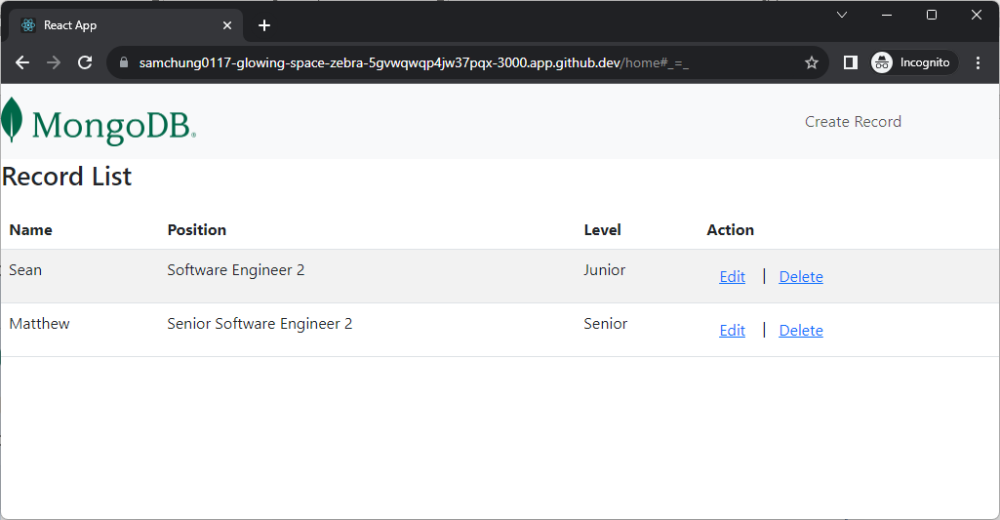 React App
samchung0117-glowing-space-zebra-5gvwqwqp4jw37pqx-3000.app.github.dev/home#_=_ Incognito
MongoDB® Create Record
Record List
Name Position Level Action
Sean Software Engineer 2 Junior Edit | Delete
Matthew Senior Software Engineer 2 Senior Edit | Delete